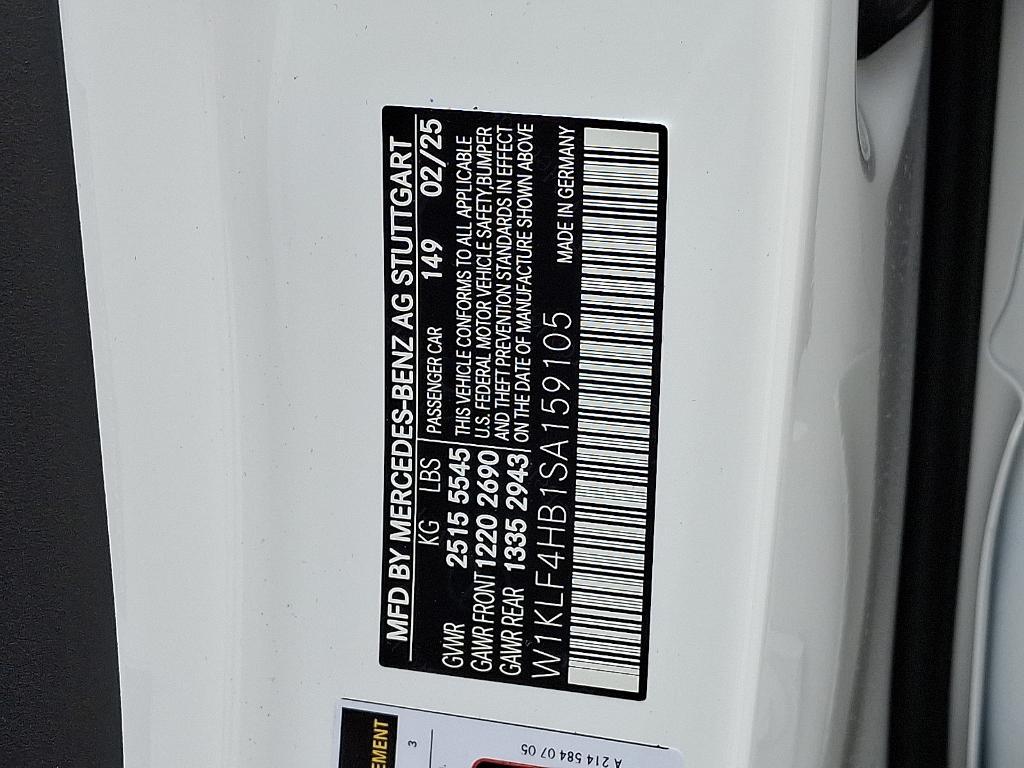 MFD BY MERCEDES-BENZ AG STUTTGART
KG LBS PASSENGER CAR 149 02/25
GVWR 2515 5545 THIS VEHICLE CONFORMS TO ALL APPLICABLE
GAWR FRONT 1220 2690 U.S. FEDERAL MOTOR VEHICLE SAFETY, BUMPER
GAWR REAR 1335 2943 AND THEFT PREVENTION STANDARDS IN EFFECT
ON THE DATE OF MANUFACTURE SHOWN ABOVE
W1KLF4HB1SA159105 MADE IN GERMANY
EMENT
3
A 214 584 07 05